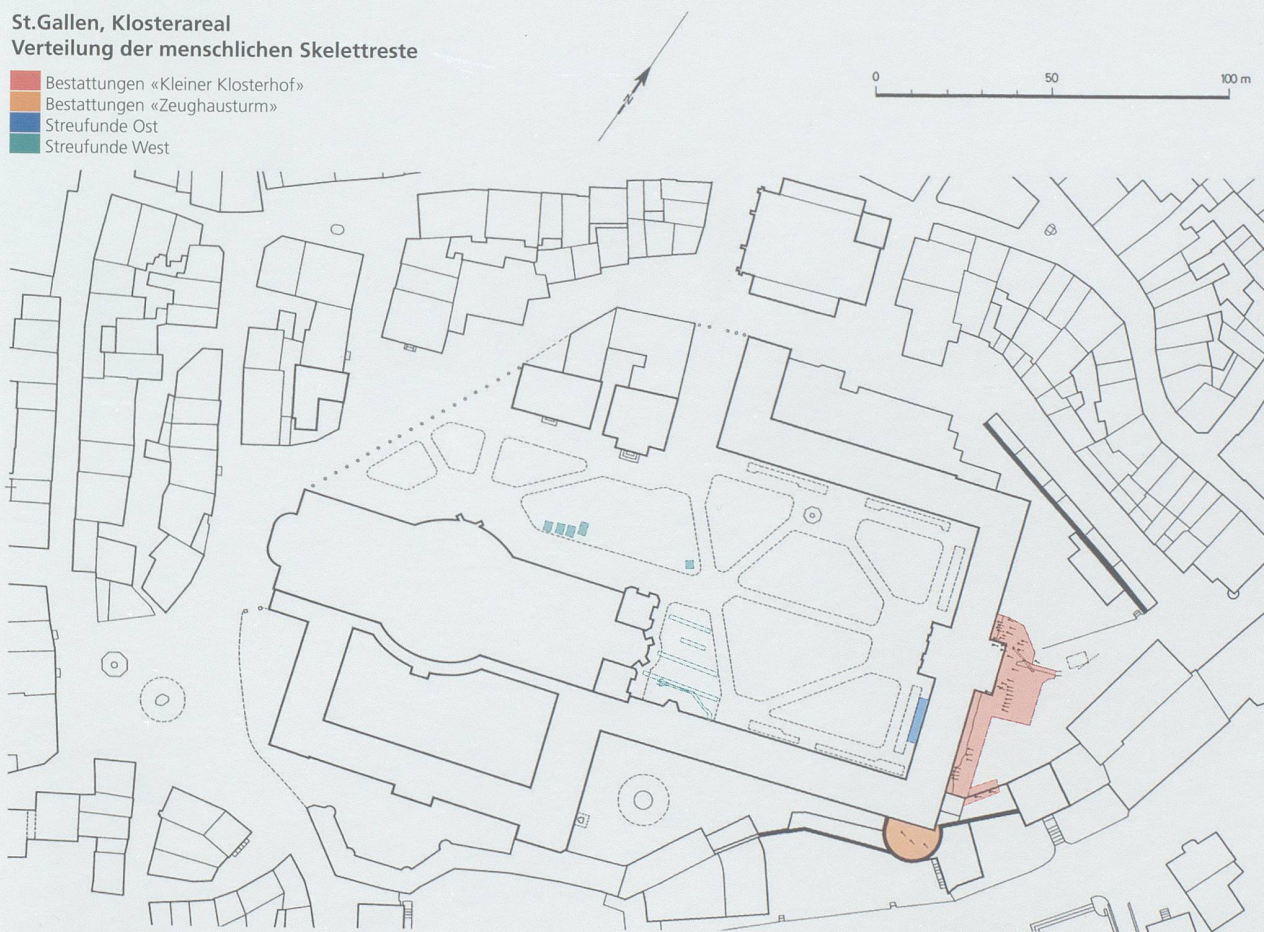 St.Gallen, Klosterareal
Verteilung der menschlichen Skelettreste
Bestattungen «Kleiner Klosterhof»
Bestattungen «Zeughausturm»
Streufunde Ost
Streufunde West
N
0 50 100 m